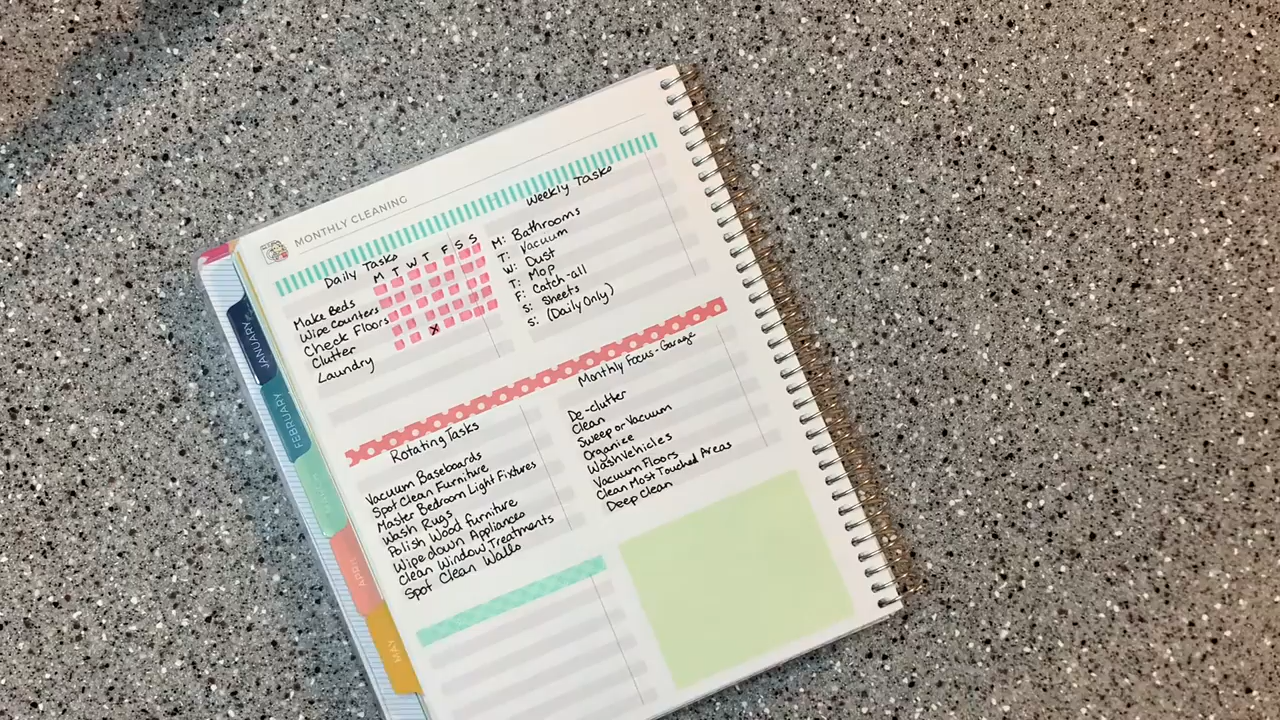 MONTHLY CLEANING
Daily Tasks
M T W T F S S
Make Beds
Wipe Counters
Check Floors
Clutter
Laundry
X
Weekly Tasks
M: Bathrooms
T: Vacuum
W: Dust
T: Mop
F: Catch-all
S: Sheets
S: (Daily Only)
Rotating Tasks
Vacuum Baseboards
Spot Clean Furniture
Master Bedroom Light Fixtures
Wash Rugs
Polish Wood Furniture
Wipe down Appliances
Clean Window Treatments
Spot Clean Walls
Monthly Focus - Garage
De-clutter
Clean
Sweep or Vacuum
Organize
Wash Vehicles
Vacuum Floors
Clean Most Touched Areas
Deep Clean
JANUARY
FEBRUARY
MARCH
APRIL
MAY